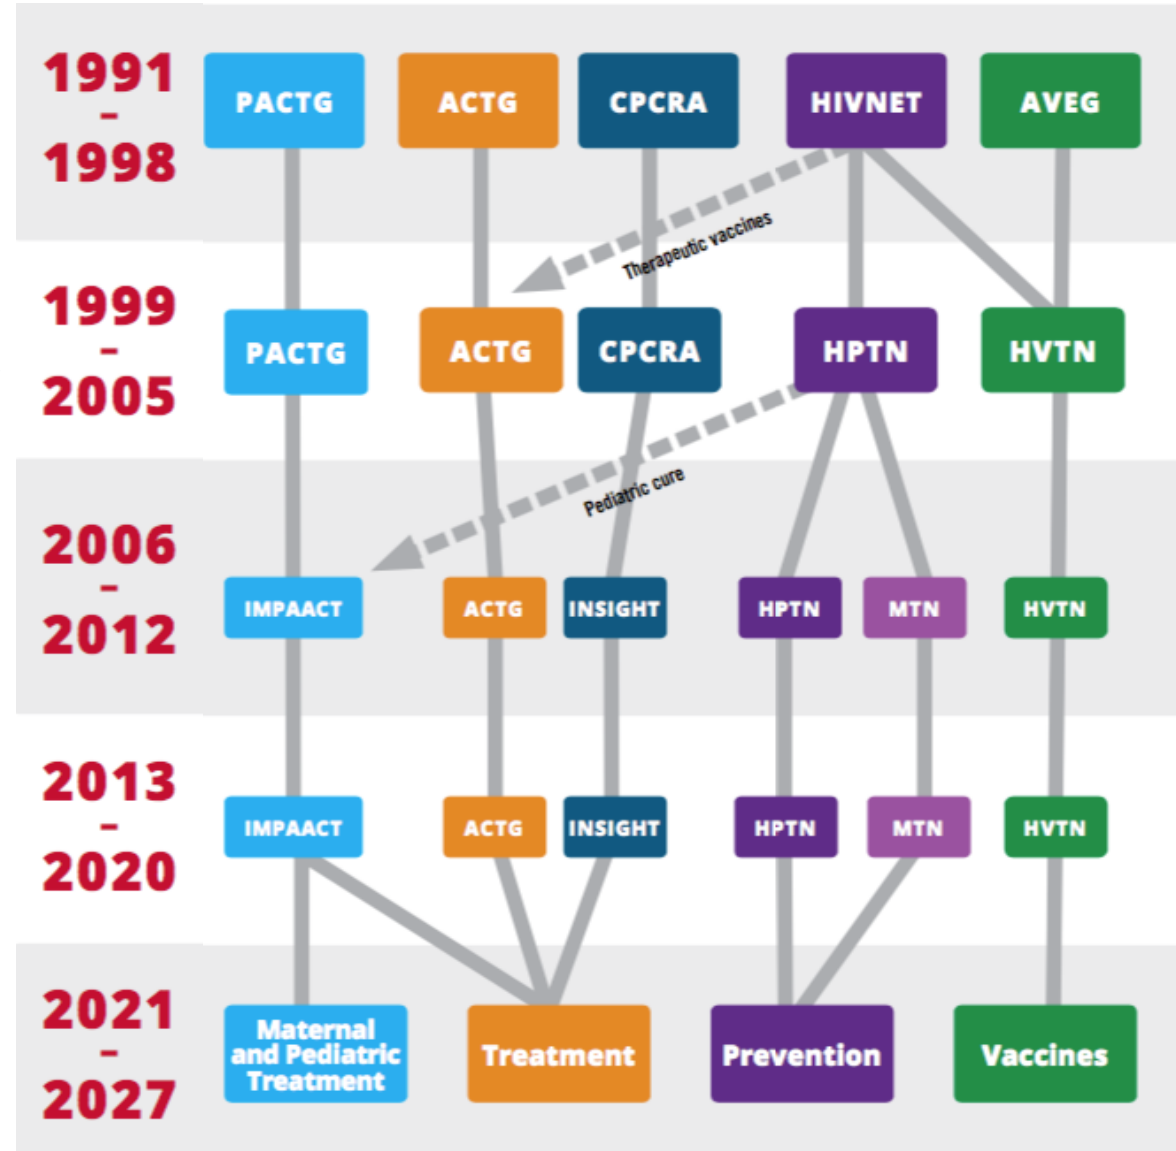 1991
–
1998
PACTG
ACTG
CPCRA
HIVNET
AVEG
Therapeutic vaccines
1999
–
2005
PACTG
ACTG
CPCRA
HPTN
HVTN
Pediatric cure
2006
–
2012
IMPAACT
ACTG
INSIGHT
HPTN
MTN
HVTN
2013
–
2020
IMPAACT
ACTG
INSIGHT
HPTN
MTN
HVTN
2021
–
2027
Maternal
and Pediatric
Treatment
Treatment
Prevention
Vaccines